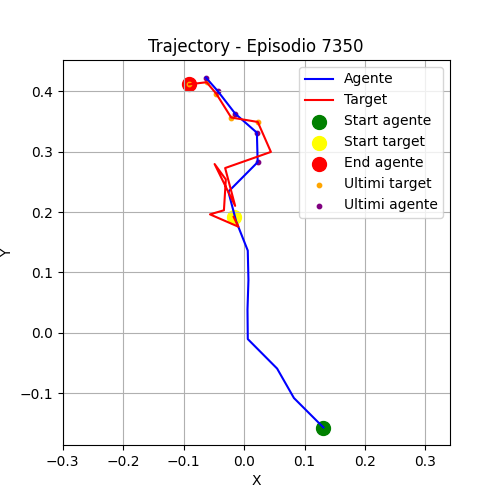 Trajectory - Episodio 7350
Agente
Target
Start agente
Start target
End agente
Ultimi target
Ultimi agente
Y
0.4
0.3
0.2
0.1
0.0
−0.1
−0.3
−0.2
−0.1
0.0
0.1
0.2
0.3
X